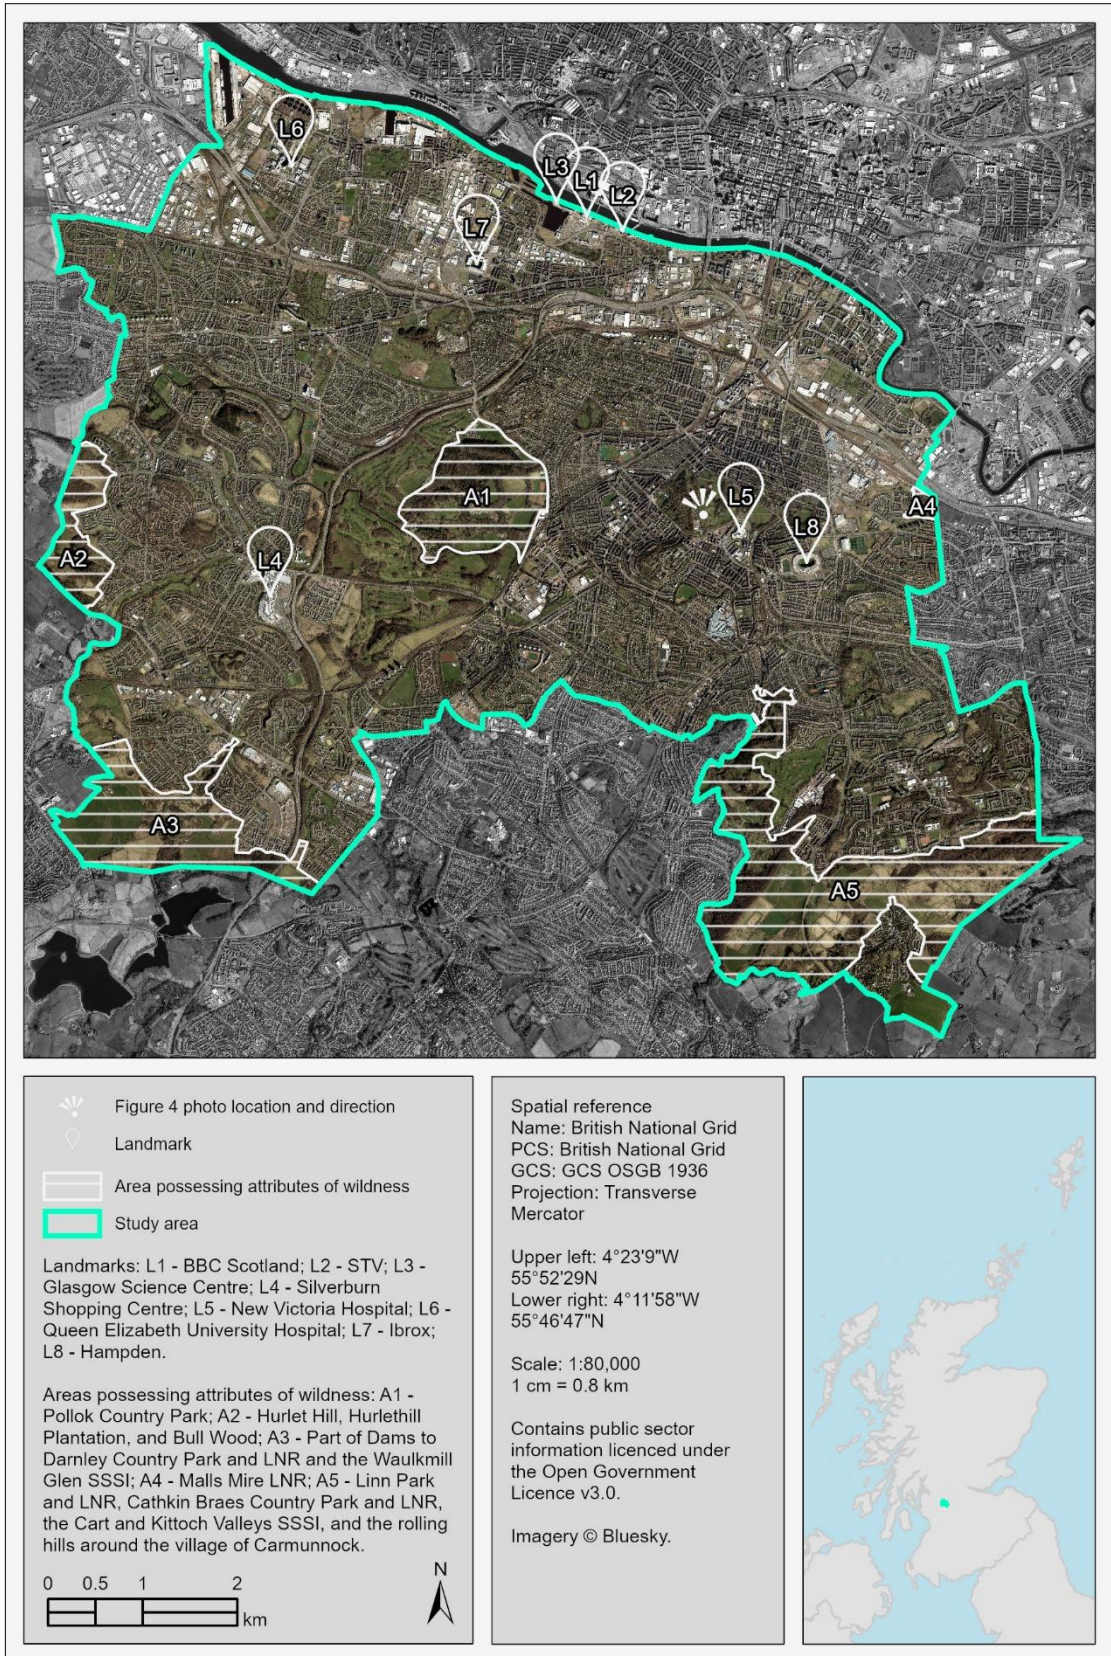 L6
L3
L1
L2
L7
A1
L5
A4
L8
A2
L4
A3
A5
Figure 4 photo location and direction
Landmark
Area possessing attributes of wildness
Study area
Landmarks: L1 - BBC Scotland; L2 - STV; L3 -
Glasgow Science Centre; L4 - Silverburn
Shopping Centre; L5 - New Victoria Hospital; L6 -
Queen Elizabeth University Hospital; L7 - Ibrox;
L8 - Hampden.
Areas possessing attributes of wildness: A1 -
Pollok Country Park; A2 - Hurlet Hill, Hurlethill
Plantation, and Bull Wood; A3 - Part of Dams to
Darnley Country Park and LNR and the Waulkmill
Glen SSSI; A4 - Malls Mire LNR; A5 - Linn Park
and LNR, Cathkin Braes Country Park and LNR,
the Cart and Kittoch Valleys SSSI, and the rolling
hills around the village of Carmunnock.
N
0 0.5 1 2
km
Spatial reference
Name: British National Grid
PCS: British National Grid
GCS: GCS OSGB 1936
Projection: Transverse
Mercator
Upper left: 4°23'9"W
55°52'29N
Lower right: 4°11'58"W
55°46'47"N
Scale: 1:80,000
1 cm = 0.8 km
Contains public sector
information licenced under
the Open Government
Licence v3.0.
Imagery © Bluesky.